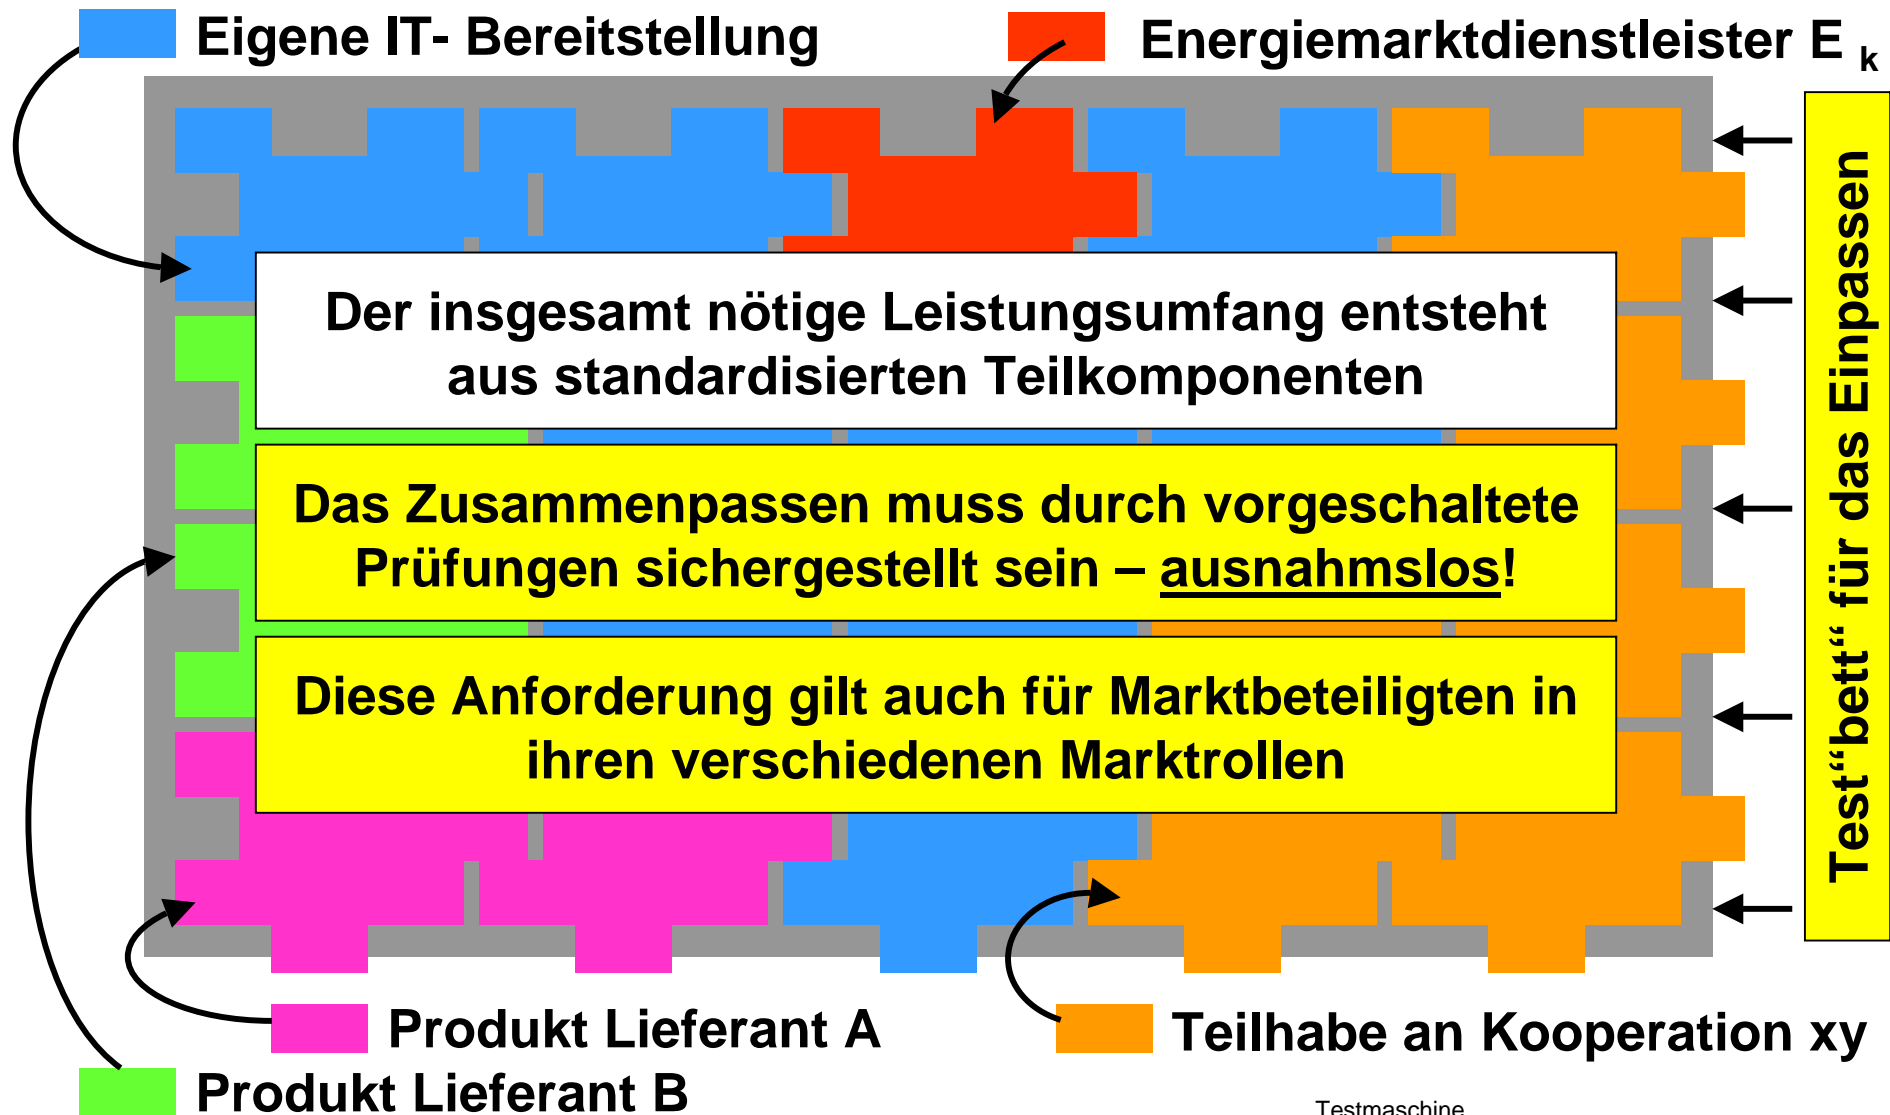 Eigene IT- Bereitstellung
Energiemarktdienstleister E k
Der insgesamt nötige Leistungsumfang entsteht
aus standardisierten Teilkomponenten
Das Zusammenpassen muss durch vorgeschaltete
Prüfungen sichergestellt sein – ausnahmslos!
Diese Anforderung gilt auch für Marktbeteiligten in
ihren verschiedenen Marktrollen
Test“bett“ für das Einpassen
Produkt Lieferant A
Teilhabe an Kooperation xy
Produkt Lieferant B
Testmaschine